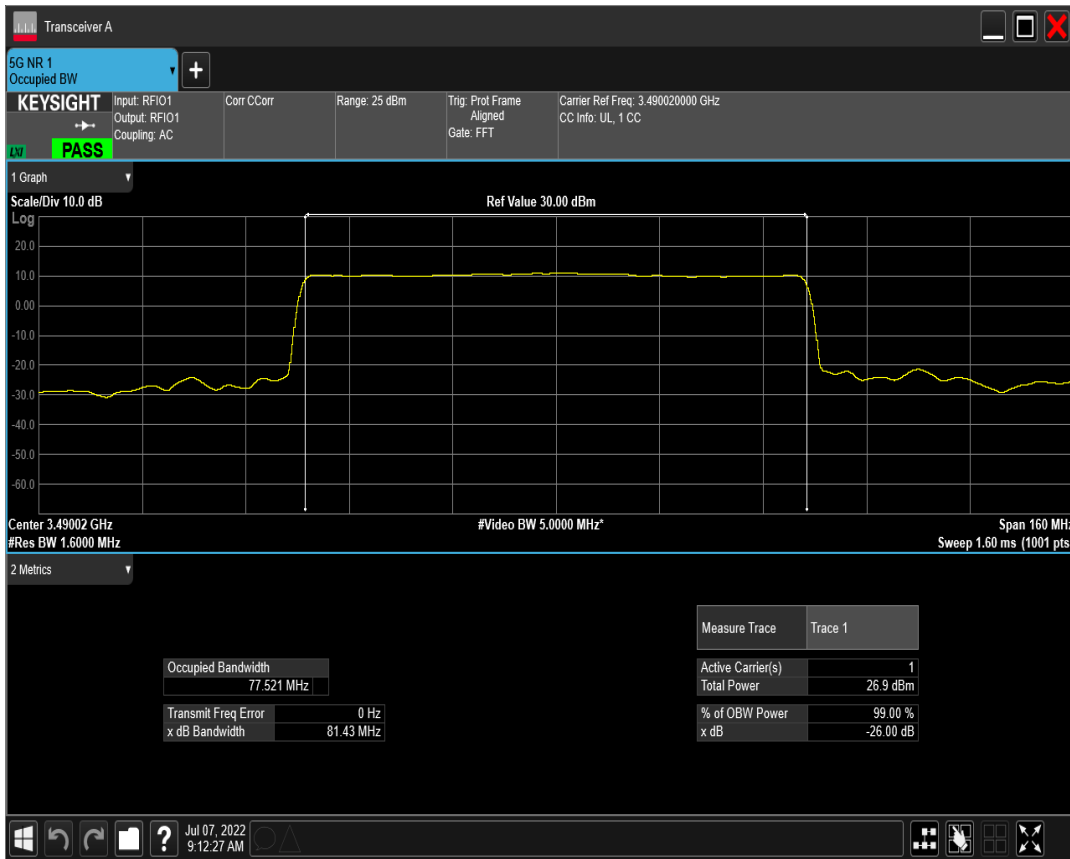 Transceiver A
5G NR 1
Occupied BW
KEYSIGHT
Input: RFIO1
Output: RFIO1
Coupling: AC
Corr CCorr
Range: 25 dBm
Trig: Prot Frame
Aligned
Gate: FFT
Carrier Ref Freq: 3.490020000 GHz
CC Info: UL, 1 CC
LXI
PASS
1 Graph
Scale/Div 10.0 dB
Ref Value 30.00 dBm
Log
20.0
10.0
0.00
-10.0
-20.0
-30.0
-40.0
-50.0
-60.0
Center 3.49002 GHz
#Video BW 5.0000 MHz*
Span 160 MHz
#Res BW 1.6000 MHz
Sweep 1.60 ms (1001 pts
2 Metrics
Measure Trace Trace 1
Occupied Bandwidth
77.521 MHz
Active Carrier(s) 1
Total Power 26.9 dBm
Transmit Freq Error 0 Hz
x dB Bandwidth 81.43 MHz
% of OBW Power 99.00 %
x dB -26.00 dB
?
Jul 07, 2022
9:12:27 AM